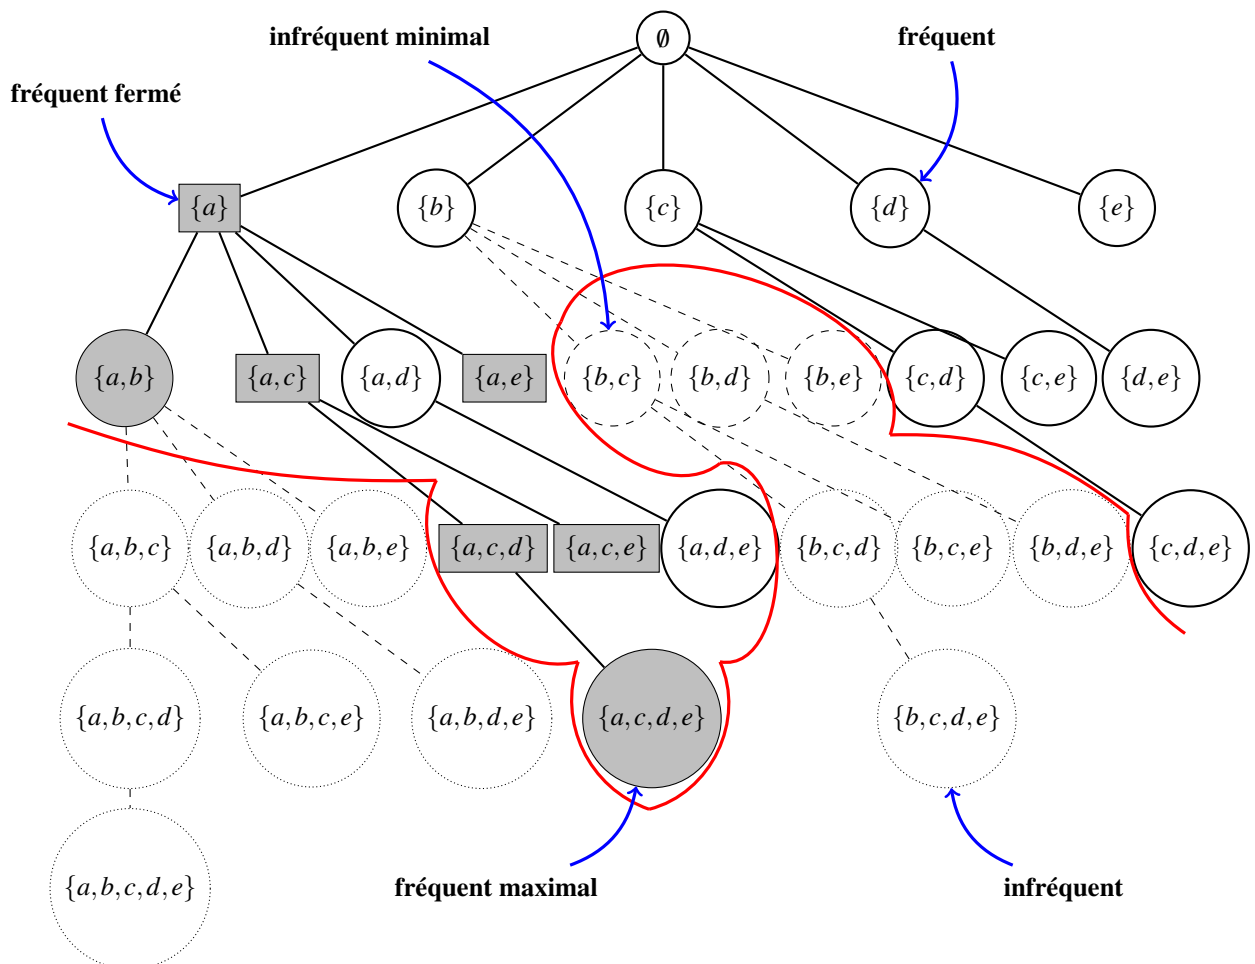 infréquent minimal
∅
fréquent
fréquent fermé
{a}
{b}
{c}
{d}
{e}
{a,b}
{a,c}
{a,d}
{a,e}
{b,c}
{b,d}
{b,e}
{c,d}
{c,e}
{d,e}
{a,b,c}
{a,b,d}
{a,b,e}
{a,c,d}
{a,c,e}
{a,d,e}
{b,c,d}
{b,c,e}
{b,d,e}
{c,d,e}
{a,b,c,d}
{a,b,c,e}
{a,b,d,e}
{a,c,d,e}
{b,c,d,e}
{a,b,c,d,e}
fréquent maximal
infréquent